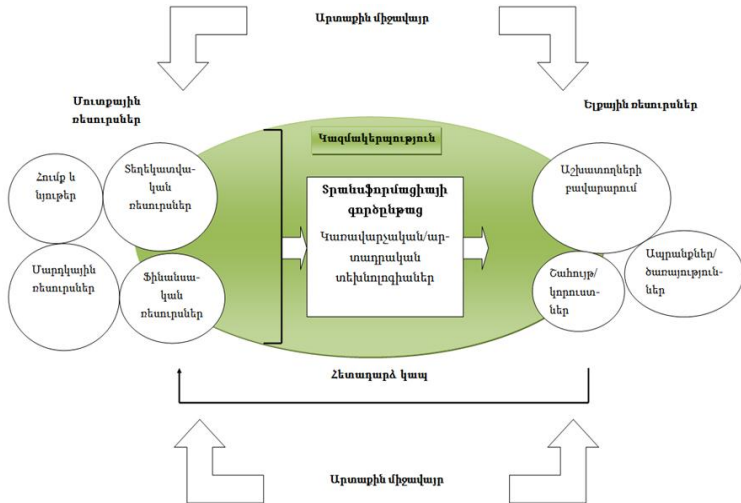 Արտաքին միջավայր
Մուտքային
ռեսուրսներ
Ելքային ռեսուրսներ
Կազմակերպություն
Հումք և
նյութեր
Տեղեկատվա-
կան
ռեսուրսներ
Մարդկային
ռեսուրսներ
Ֆինանսա-
կան
ռեսուրսներ
Տրանսֆորմացիայի
գործընթաց
Կառավարչական/ար-
տադրական
տեխնոլոգիաներ
Աշխատողների
բավարարում
Ապրանքներ/
ծառայություն-
ներ
Շահույթ/
կորուստ-
ներ
Հետադարձ կապ
Արտաքին միջավայր